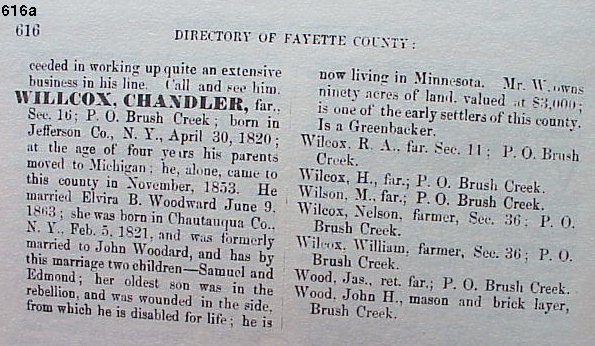 616a
616
DIRECTORY OF FAYETTE COUNTY:
ceeded in working up quite an extensive
business in his line. Call and see him.
WILLCOX, CHANDLER, far.,
Sec. 16; P. O. Brush Creek; born in
Jefferson Co., N. Y., April 30, 1820;
at the age of four years his parents
moved to Michigan; he, alone, came to
this county in November, 1853. He
married Elvira B. Woodward June 9,
1863; she was born in Chautauqua Co.,
N. Y., Feb. 5, 1821, and was formerly
married to John Woodard, and has by
this marriage two children—Samuel and
Edmond; her oldest son was in the
rebellion, and was wounded in the side,
from which he is disabled for life; he is
now living in Minnesota. Mr. W. owns
ninety acres of land, valued at $3,000;
is one of the early settlers of this county.
Is a Greenbacker.
Wilcox, R. A., far. Sec. 11; P. O. Brush
Creek.
Wilcox, H., far.; P. O. Brush Creek.
Wilson, M., far.; P. O. Brush Creek.
Wilcox, Nelson, farmer, Sec. 36; P. O.
Brush Creek.
Wilcox, William, farmer, Sec. 36; P. O.
Brush Creek.
Wood, Jas., ret. far.; P. O. Brush Creek.
Wood, John H., mason and brick layer,
Brush Creek.